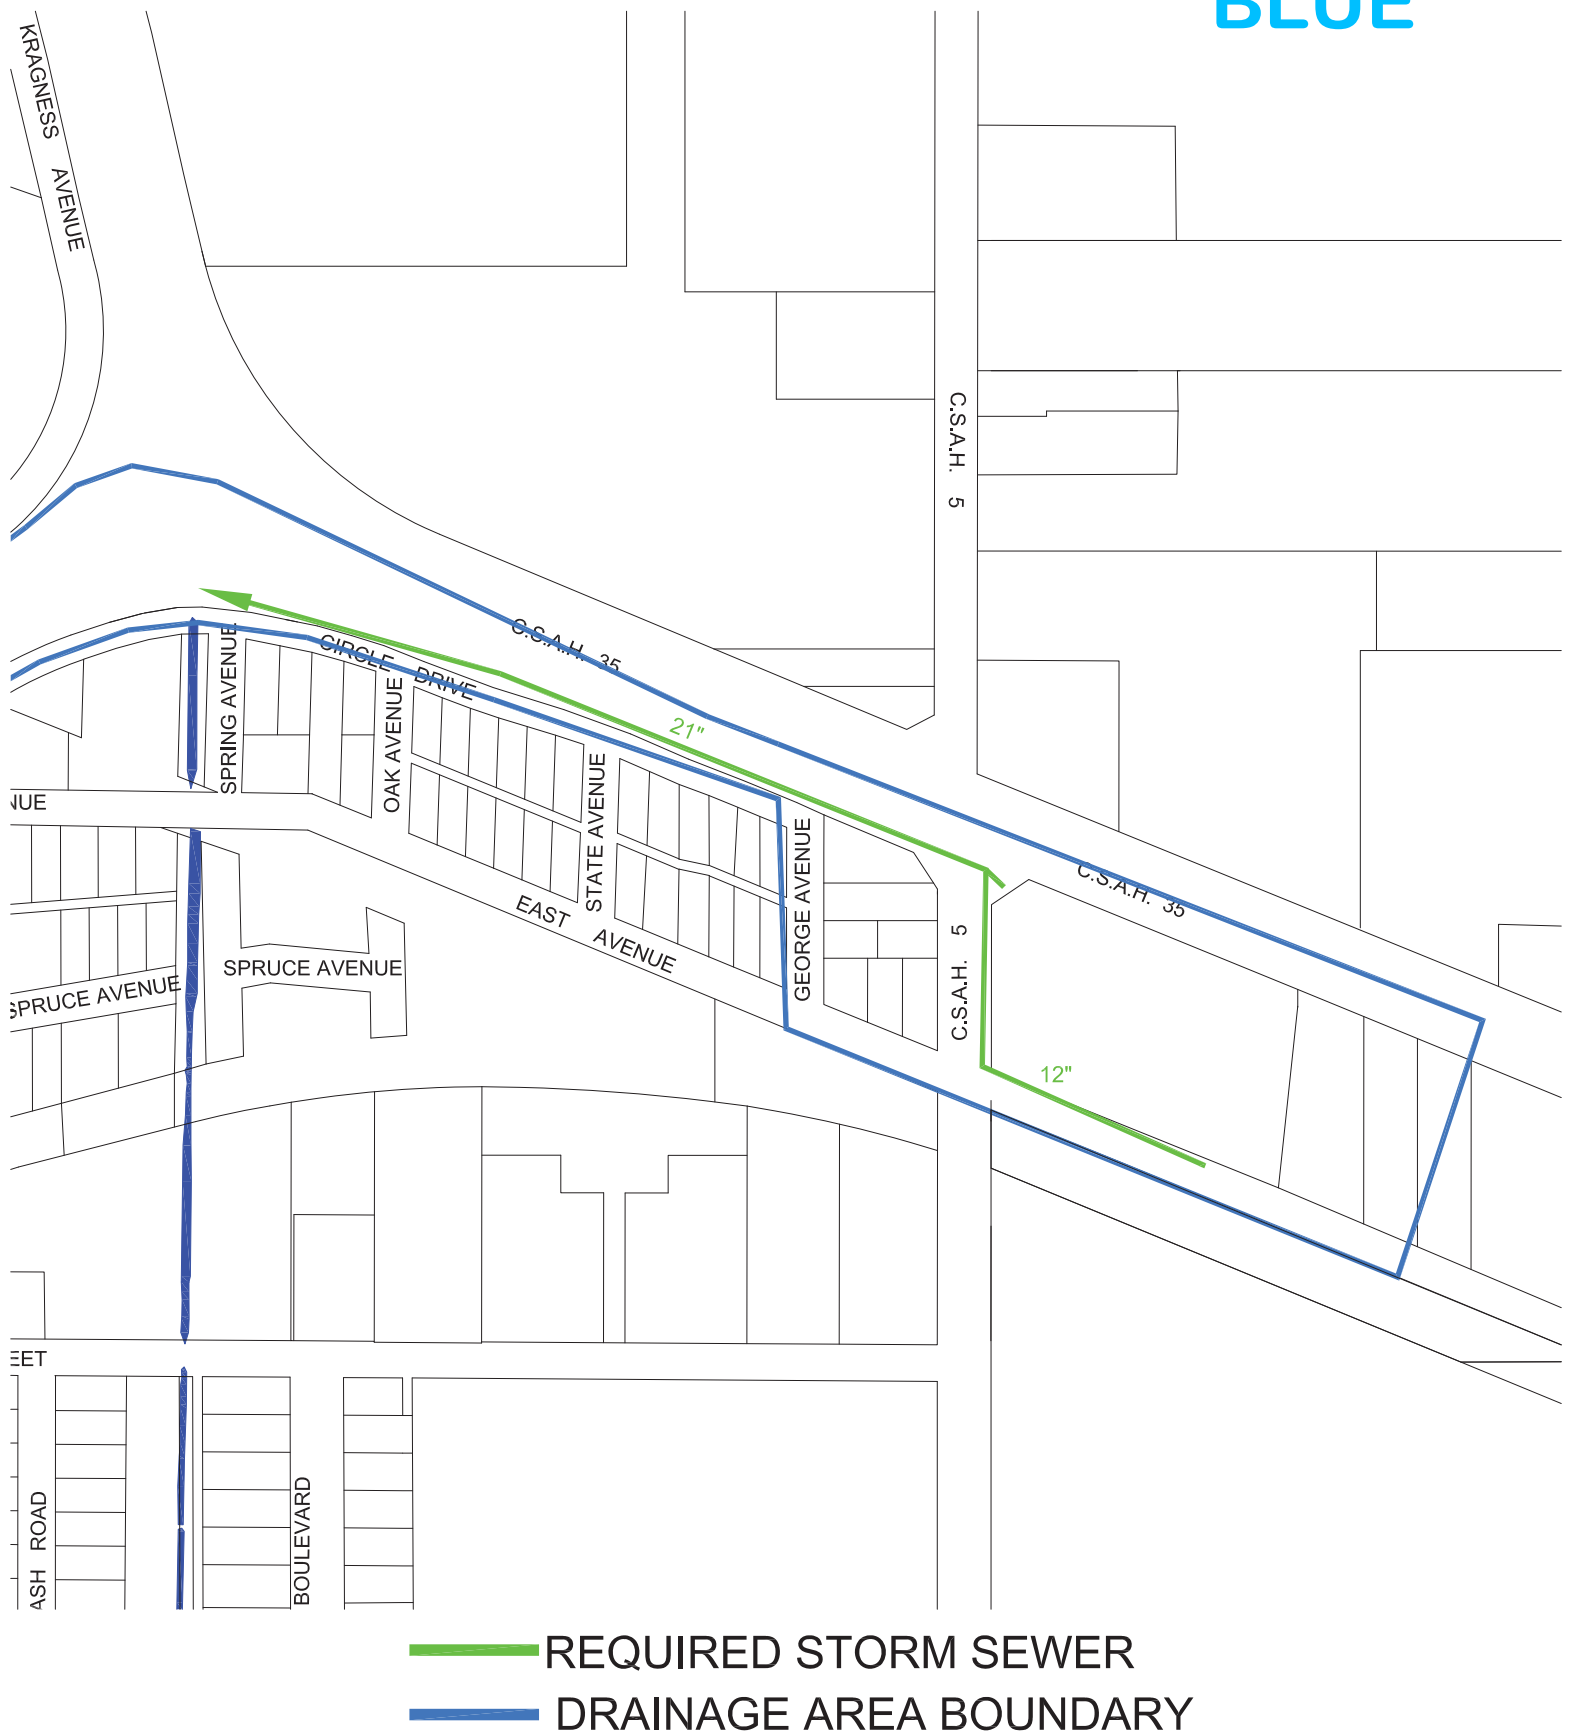 BLUE
KRAGNESS AVENUE
C.S.A.H. 5
C.S.A.H. 35
CIRCLE DRIVE
SPRING AVENUE
OAK AVENUE
21"
STATE AVENUE
GEORGE AVENUE
NUE
C.S.A.H. 35
EAST AVENUE
C.S.A.H. 5
SPRUCE AVENUE
SPRUCE AVENUE
12"
EET
ASH ROAD
BOULEVARD
REQUIRED STORM SEWER
DRAINAGE AREA BOUNDARY